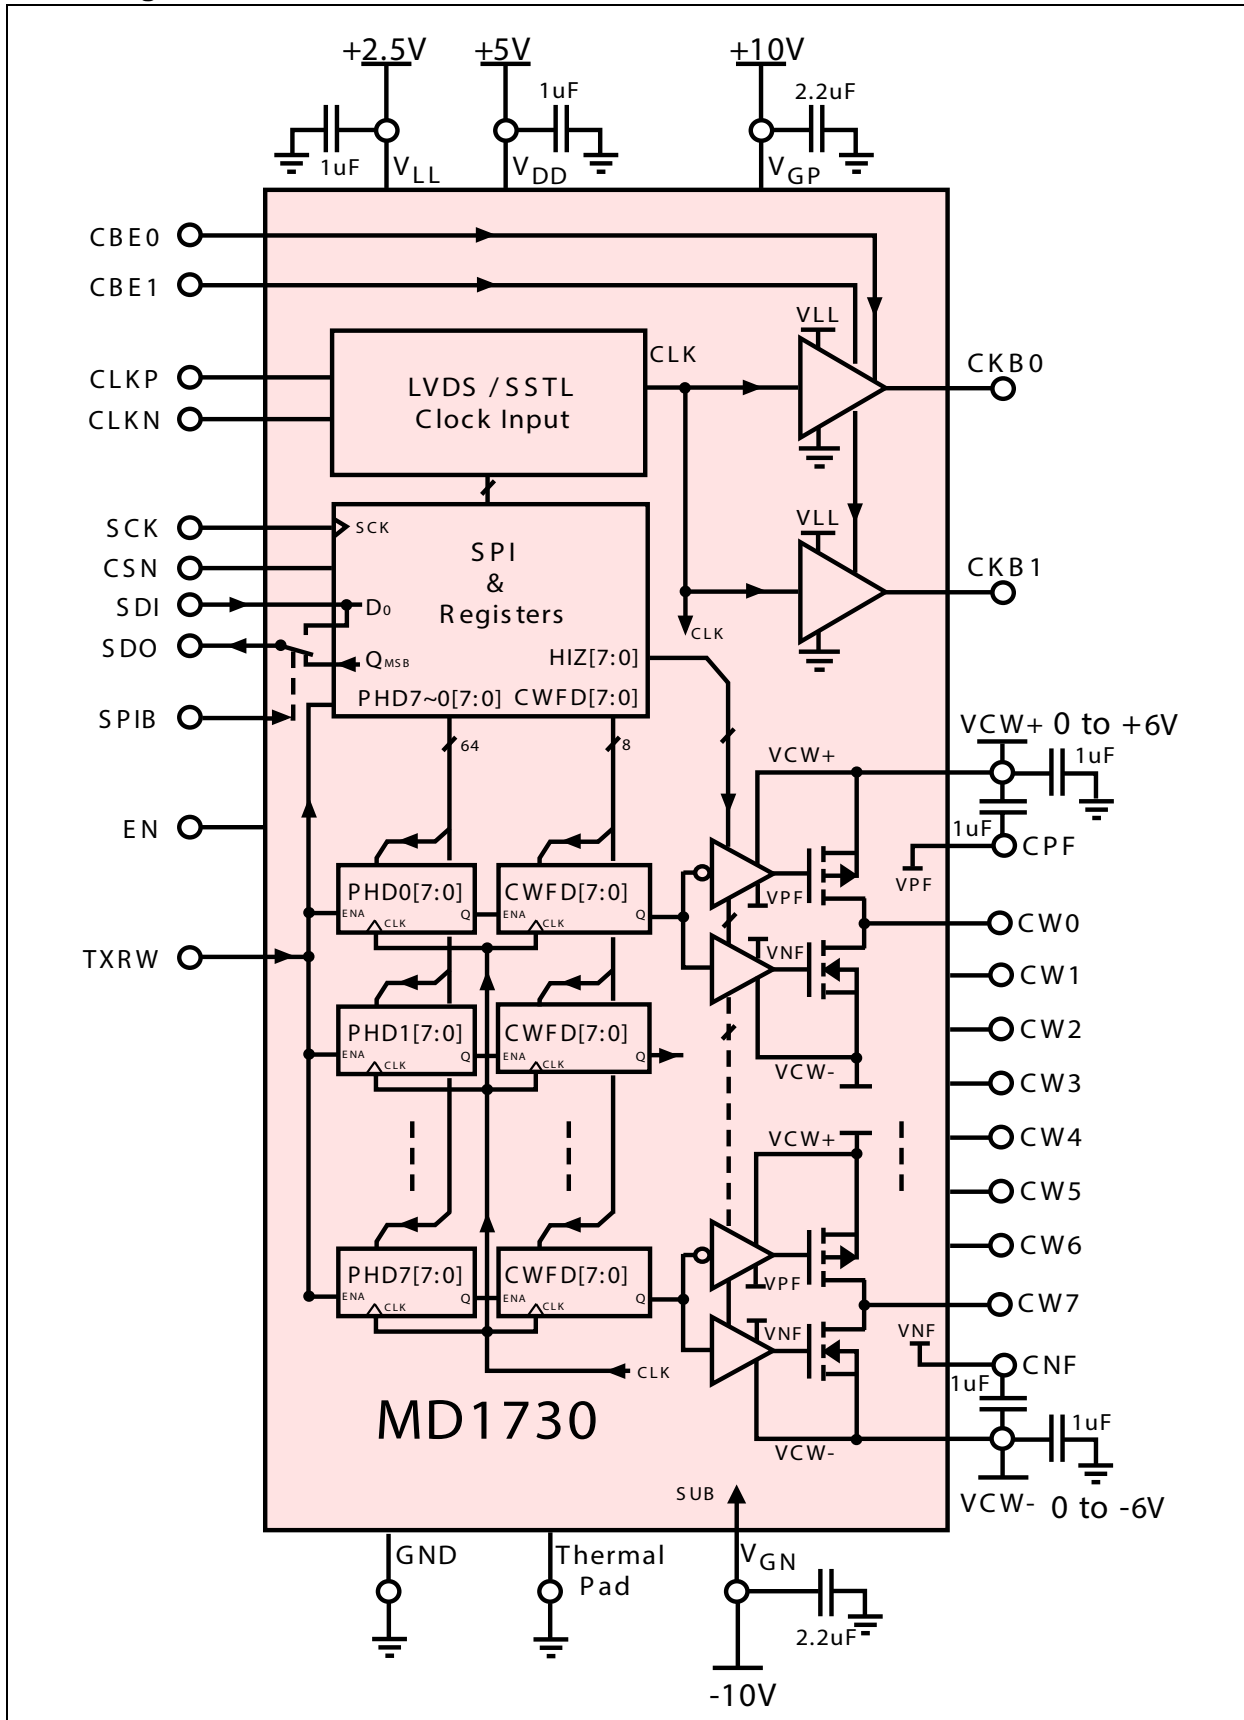 +2.5V
+5V
+10V
1uF
2.2uF
1uF
VLL
VDD
VGP
CBE0
CBE1
VLL
CLK
CKB0
CLKP
LVDS / SSTL
Clock Input
CLKN
SCK
SCK
SPI
&
Registers
VLL
CSN
CKB1
SDI
D0
CLK
SDO
QMSB
HIZ[7:0]
SPIB
PHD7~0[7:0]
CWFD[7:0]
64
8
VCW+ 0 to +6V
VCW+
1uF
EN
1uF
CPF
VPF
PHD0[7:0]
CWFD[7:0]
VPF
ENA
CLK
Q
ENA
CLK
Q
CW0
TXRW
VNF
CW1
PHD1[7:0]
CWFD[7:0]
CW2
ENA
CLK
Q
ENA
CLK
Q
VCW-
CW3
VCW+
CW4
CW5
CW6
PHD7[7:0]
CWFD[7:0]
VPF
ENA
CLK
Q
ENA
CLK
Q
CW7
VNF
VNF
CLK
CNF
1uF
MD1730
1uF
VCW-
SUB
VCW- 0 to -6V
GND
Thermal
Pad
VGN
2.2uF
-10V